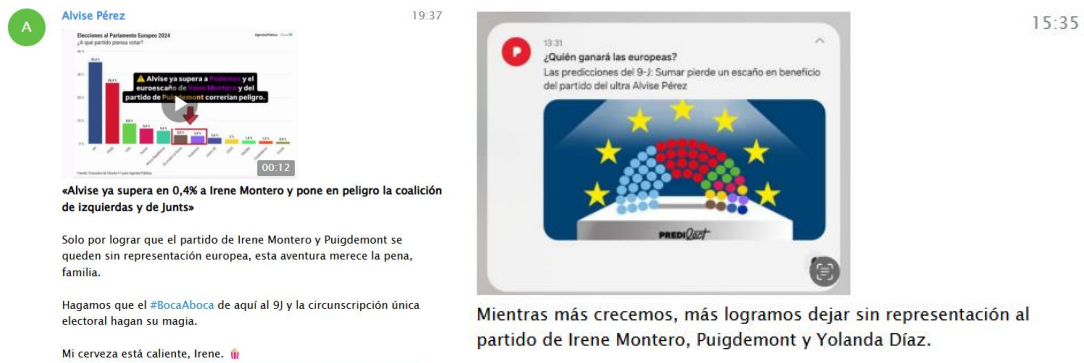 A
Alvise Pérez
19:37
Elecciones al Parlamento Europeo 2024
¿A qué partido piensa votar?
⚠ Alvise ya supera a Podemos y el
euroescaño de Irene Montero y del
partido de Puigdemont correrían peligro.
00:12
«Alvise ya supera en 0,4% a Irene Montero y pone en peligro la coalición
de izquierdas y de Junts»
Solo por lograr que el partido de Irene Montero y Puigdemont se
queden sin representación europea, esta aventura merece la pena,
familia.
Hagamos que el #BocaAboca de aquí al 9J y la circunscripción única
electoral hagan su magia.
Mi cerveza está caliente, Irene. 🍿
15:35
P
13:31
¿Quién ganará las europeas?
Las predicciones del 9-J: Sumar pierde un escaño en beneficio
del partido del ultra Alvise Pérez
PREDILECT
Mientras más crecemos, más logramos dejar sin representación al
partido de Irene Montero, Puigdemont y Yolanda Díaz.